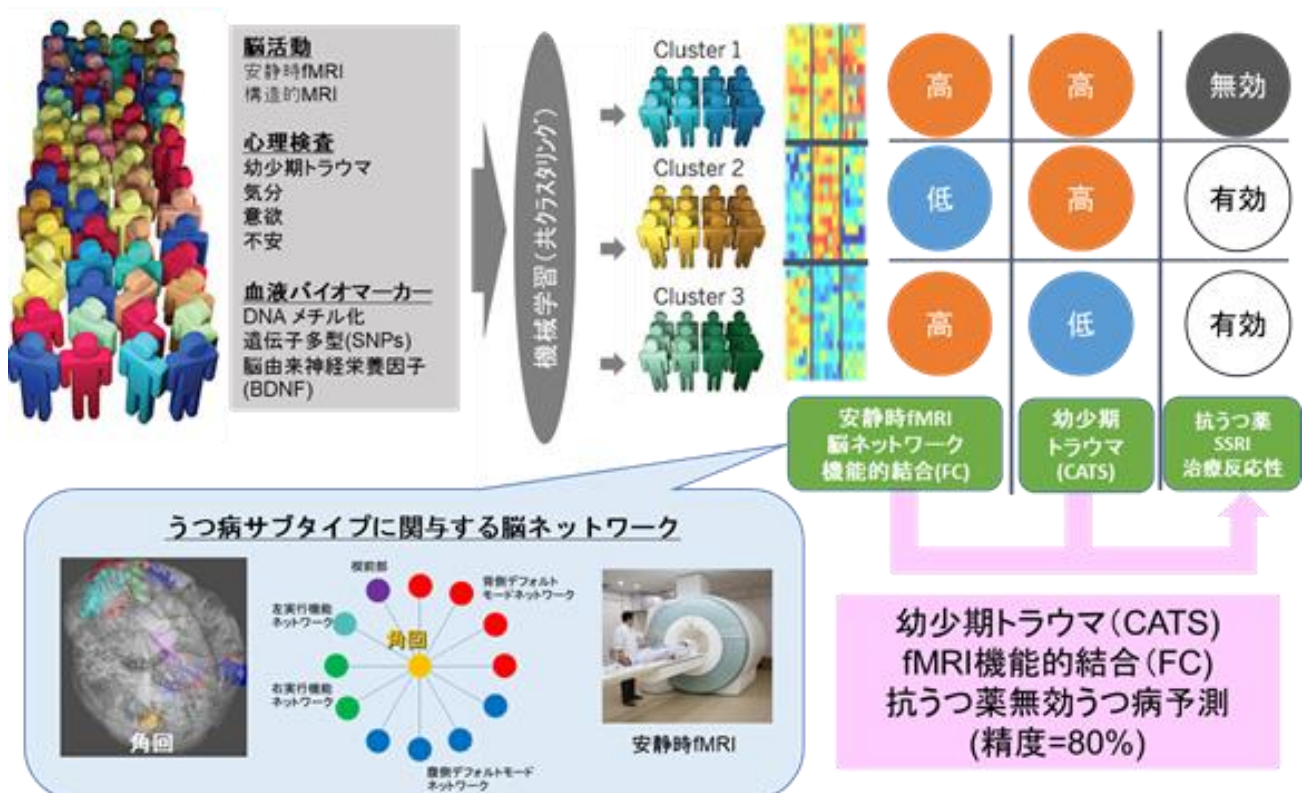 脳活動
安静時fMRI
構造的MRI
心理検査
幼少期トラウマ
気分
意欲
不安
血液バイオマーカー
DNA メチル化
遺伝子多型(SNPs)
脳由来神経栄養因子
(BDNF)
機械学習(共クラスタリング)
Cluster 1
Cluster 2
Cluster 3
高
高
無効
低
高
有効
高
低
有効
安静時fMRI
脳ネットワーク
機能的結合(FC)
幼少期
トラウマ
(CATS)
抗うつ薬
SSRI
治療反応性
うつ病サブタイプに関与する脳ネットワーク
角回
楔前部
背側デフォルト
モードネットワーク
左実行機能
ネットワーク
角回
右実行機能
ネットワーク
腹側デフォルトモード
ネットワーク
安静時fMRI
幼少期トラウマ(CATS)
fMRI機能的結合(FC)
抗うつ薬無効うつ病予測
(精度=80%)